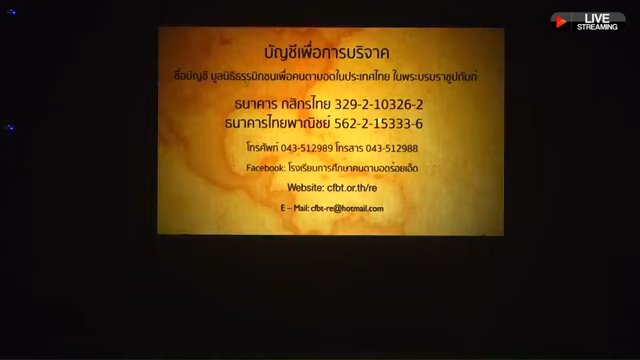 LIVE
STREAMING
บัญชีเพื่อการบริจาค
ชื่อบัญชี มูลนิธิธรรมิกชนเพื่อคนตาบอดในประเทศไทย ในพระบรมราชูปถัมภ์
ธนาคาร กสิกรไทย 329-2-10326-2
ธนาคารไทยพาณิชย์ 562-2-15333-6
โทรศัพท์ 043-512989 โทรสาร 043-512988
Facebook: โรงเรียนการศึกษาคนตาบอดร้อยเอ็ด
Website: cfbt.or.th/re
E – Mail: cfbt-re@hotmail.com